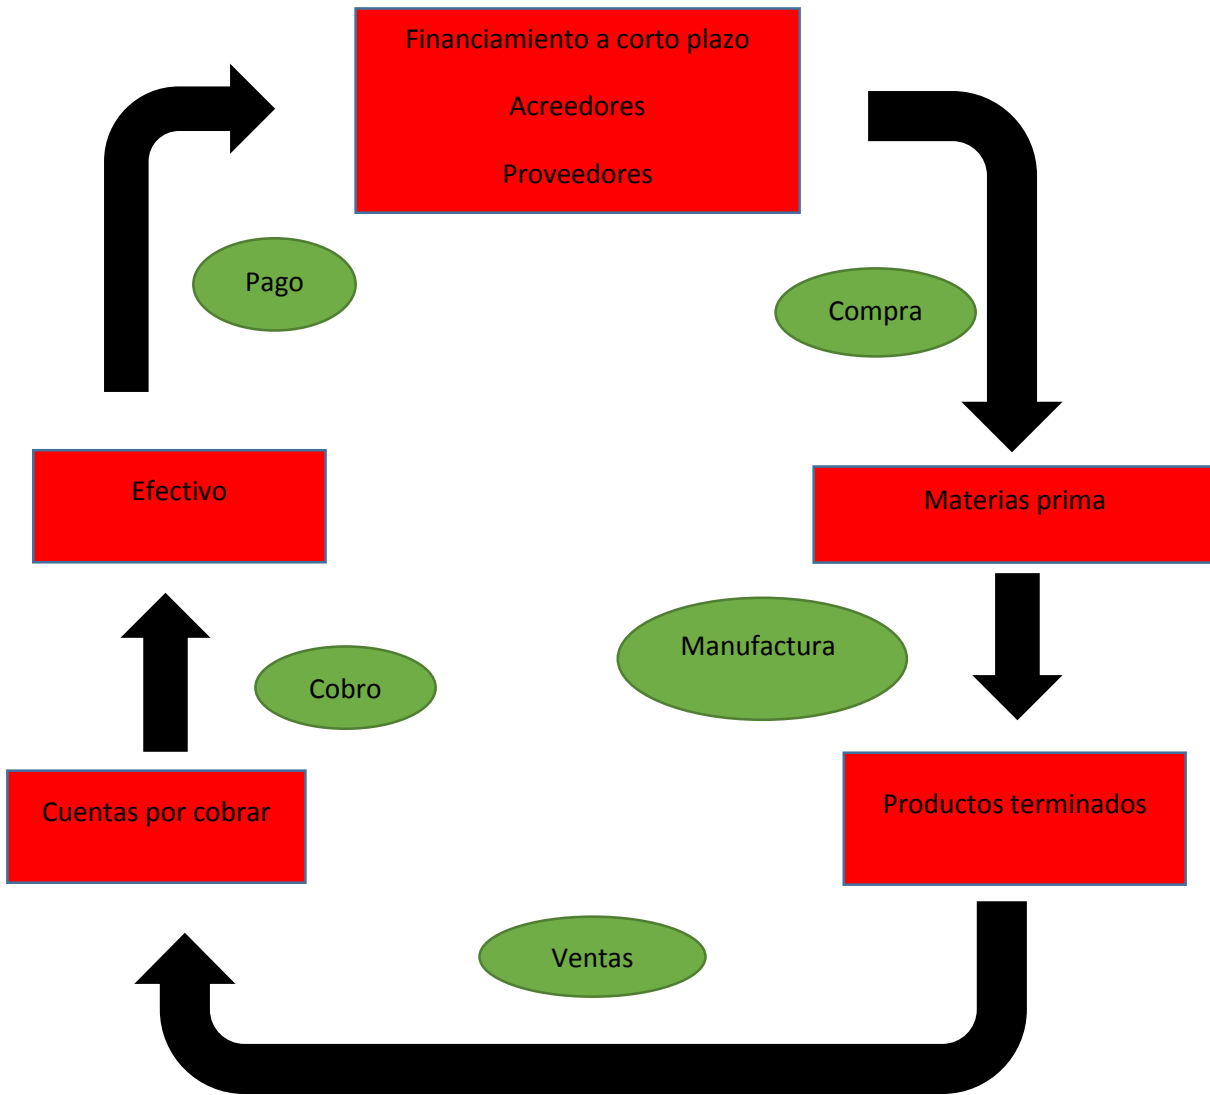 Financiamiento a corto plazo
Acreedores
Proveedores
Pago
Compra
Efectivo
Materias prima
Manufactura
Cobro
Cuentas por cobrar
Productos terminados
Ventas